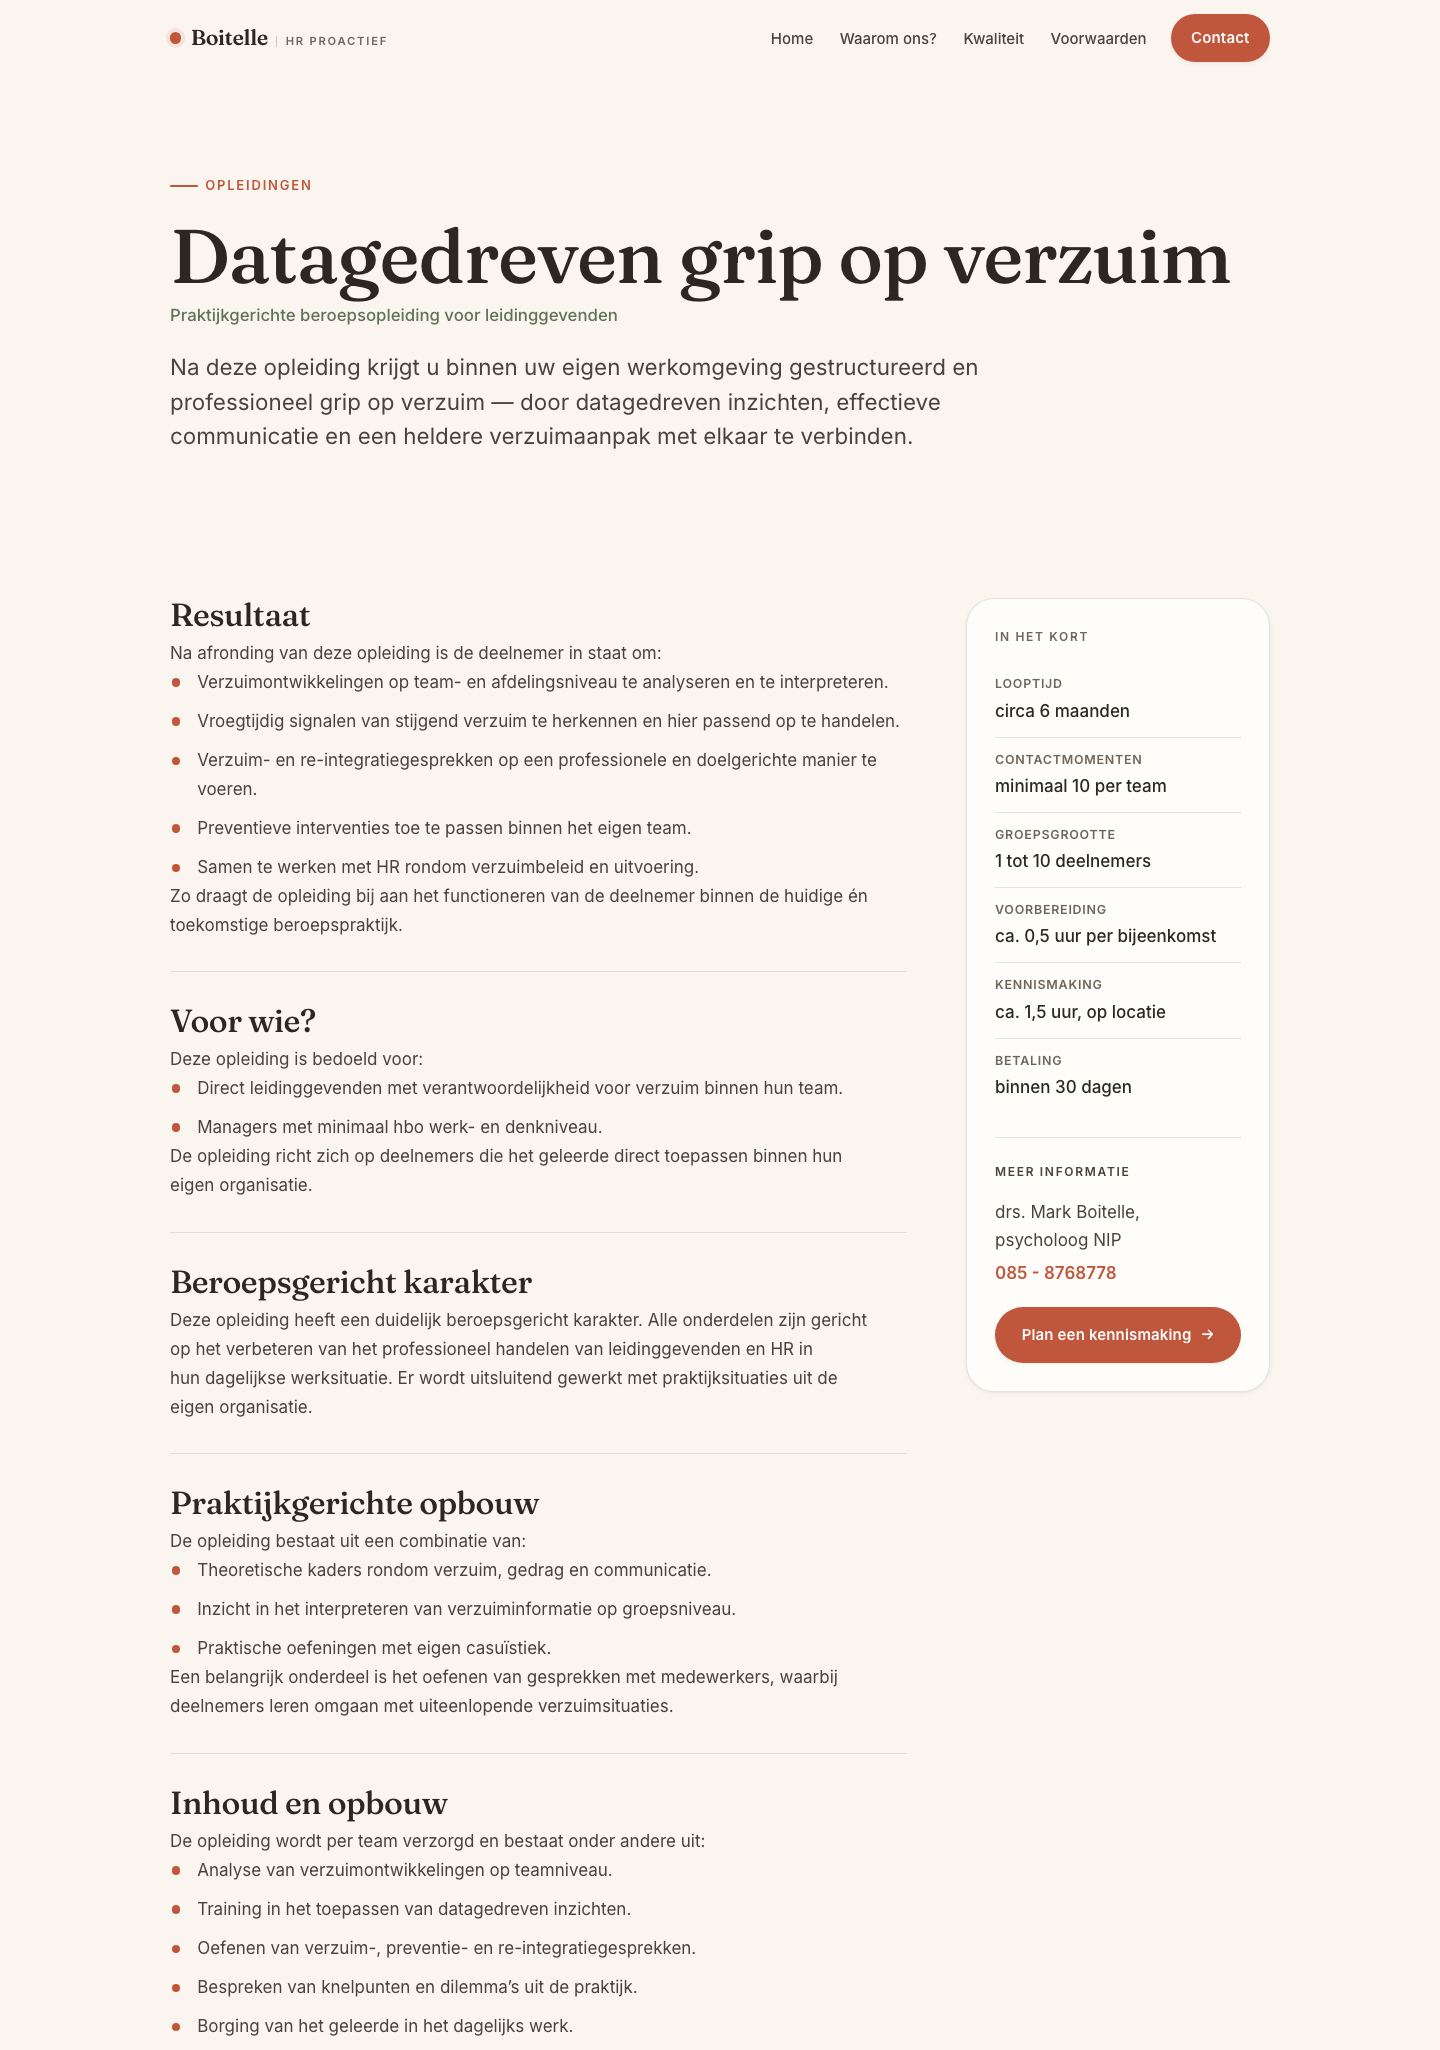 Boitelle | HR PROACTIEF
Home Waarom ons? Kwaliteit Voorwaarden Contact
OPLEIDINGEN
Datagedreven grip op verzuim
Praktijkgerichte beroepsopleiding voor leidinggevenden
Na deze opleiding krijgt u binnen uw eigen werkomgeving gestructureerd en
professioneel grip op verzuim — door datagedreven inzichten, effectieve
communicatie en een heldere verzuimaanpak met elkaar te verbinden.
Resultaat
Na afronding van deze opleiding is de deelnemer in staat om:
Verzuimontwikkelingen op team- en afdelingsniveau te analyseren en te interpreteren.
Vroegtijdig signalen van stijgend verzuim te herkennen en hier passend op te handelen.
Verzuim- en re-integratiegesprekken op een professionele en doelgerichte manier te
voeren.
Preventieve interventies toe te passen binnen het eigen team.
Samen te werken met HR rondom verzuimbeleid en uitvoering.
Zo draagt de opleiding bij aan het functioneren van de deelnemer binnen de huidige én
toekomstige beroepspraktijk.
Voor wie?
Deze opleiding is bedoeld voor:
Direct leidinggevenden met verantwoordelijkheid voor verzuim binnen hun team.
Managers met minimaal hbo werk- en denkniveau.
De opleiding richt zich op deelnemers die het geleerde direct toepassen binnen hun
eigen organisatie.
Beroepsgericht karakter
Deze opleiding heeft een duidelijk beroepsgericht karakter. Alle onderdelen zijn gericht
op het verbeteren van het professioneel handelen van leidinggevenden en HR in
hun dagelijkse werksituatie. Er wordt uitsluitend gewerkt met praktijksituaties uit de
eigen organisatie.
Praktijkgerichte opbouw
De opleiding bestaat uit een combinatie van:
Theoretische kaders rondom verzuim, gedrag en communicatie.
Inzicht in het interpreteren van verzuiminformatie op groepsniveau.
Praktische oefeningen met eigen casuïstiek.
Een belangrijk onderdeel is het oefenen van gesprekken met medewerkers, waarbij
deelnemers leren omgaan met uiteenlopende verzuimsituaties.
Inhoud en opbouw
De opleiding wordt per team verzorgd en bestaat onder andere uit:
Analyse van verzuimontwikkelingen op teamniveau.
Training in het toepassen van datagedreven inzichten.
Oefenen van verzuim-, preventie- en re-integratiegesprekken.
Bespreken van knelpunten en dilemma’s uit de praktijk.
Borging van het geleerde in het dagelijks werk.
IN HET KORT
LOOPTIJD
circa 6 maanden
CONTACTMOMENTEN
minimaal 10 per team
GROEPSGROOTTE
1 tot 10 deelnemers
VOORBEREIDING
ca. 0,5 uur per bijeenkomst
KENNISMAKING
ca. 1,5 uur, op locatie
BETALING
binnen 30 dagen
MEER INFORMATIE
drs. Mark Boitelle,
psycholoog NIP
085 - 8768778
Plan een kennismaking →